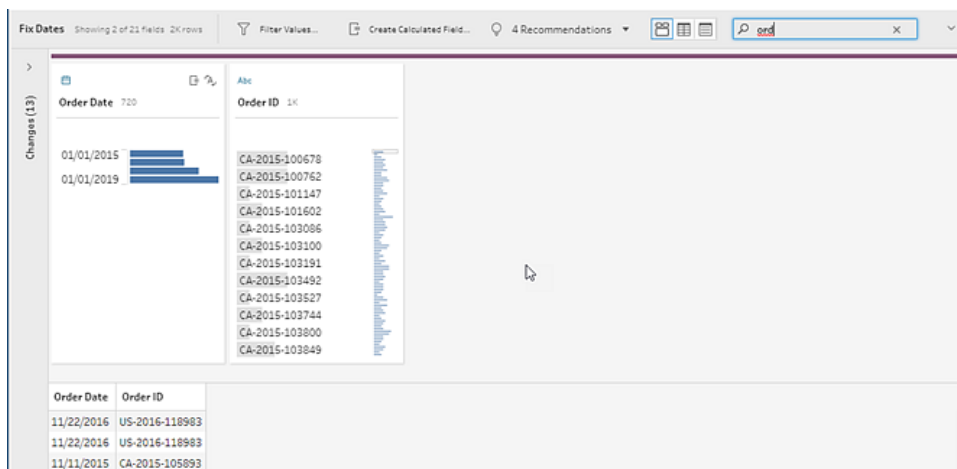 Fix Dates Showing 2 of 21 fields 2K rows Filter Values... Create Calculated Field... 4 Recommendations ord
Changes (13)
Order Date 720
01/01/2015
01/01/2019
Abc
Order ID 1K
CA-2015-100678
CA-2015-100762
CA-2015-101147
CA-2015-101602
CA-2015-103086
CA-2015-103100
CA-2015-103191
CA-2015-103492
CA-2015-103527
CA-2015-103744
CA-2015-103800
CA-2015-103849
Order Date Order ID
11/22/2016 US-2016-118983
11/22/2016 US-2016-118983
11/11/2015 CA-2015-105893